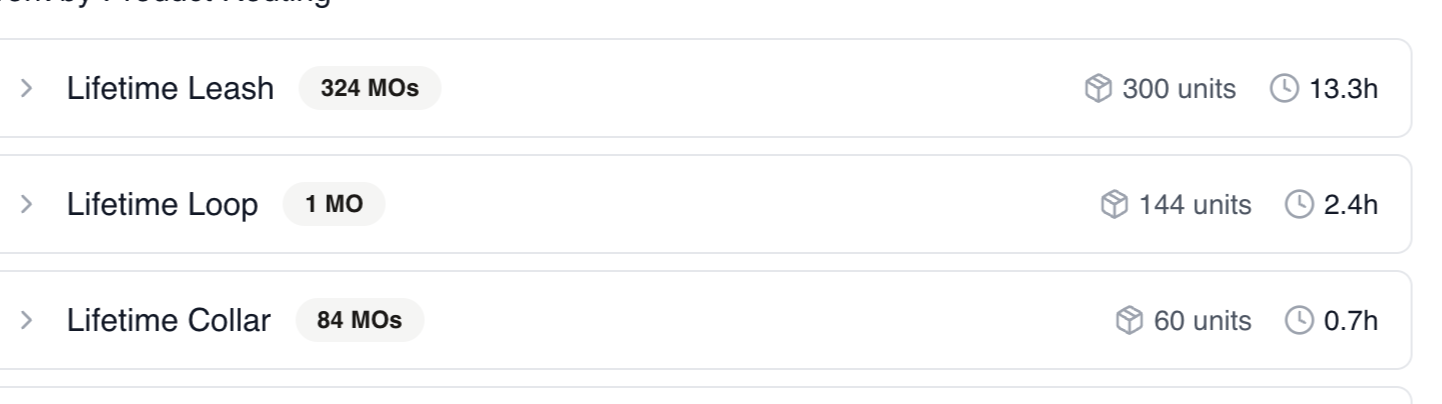 by Product Routing
Lifetime Leash 324 MOs 300 units 13.3h
Lifetime Loop 1 MO 144 units 2.4h
Lifetime Collar 84 MOs 60 units 0.7h